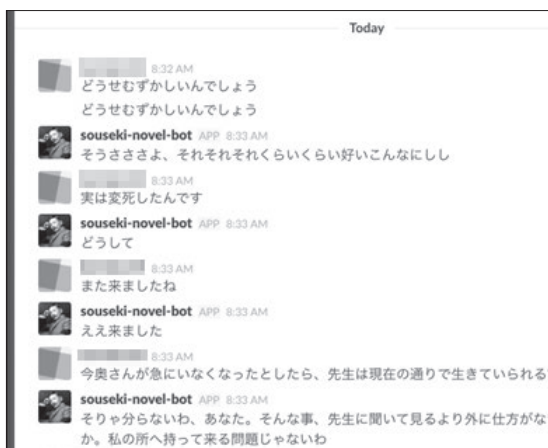 Today
8:32 AM
どうせむずかしいんでしょう
どうせむずかしいんでしょう
souseki-novel-bot APP 8:33 AM
そうさささよ、それそれそれくらいくらい好いこんなにしし
8:33 AM
実は変死したんです
souseki-novel-bot APP 8:33 AM
どうして
8:33 AM
また来ましたね
souseki-novel-bot APP 8:33 AM
ええ来ました
8:33 AM
今奥さんが急にいなくなったとしたら、先生は現在の通りで生きていられる
souseki-novel-bot APP 8:33 AM
そりゃ分らないわ、あなた。そんな事、先生に聞いて見るより外に仕方がな
か。私の所へ持って来る問題じゃないわ